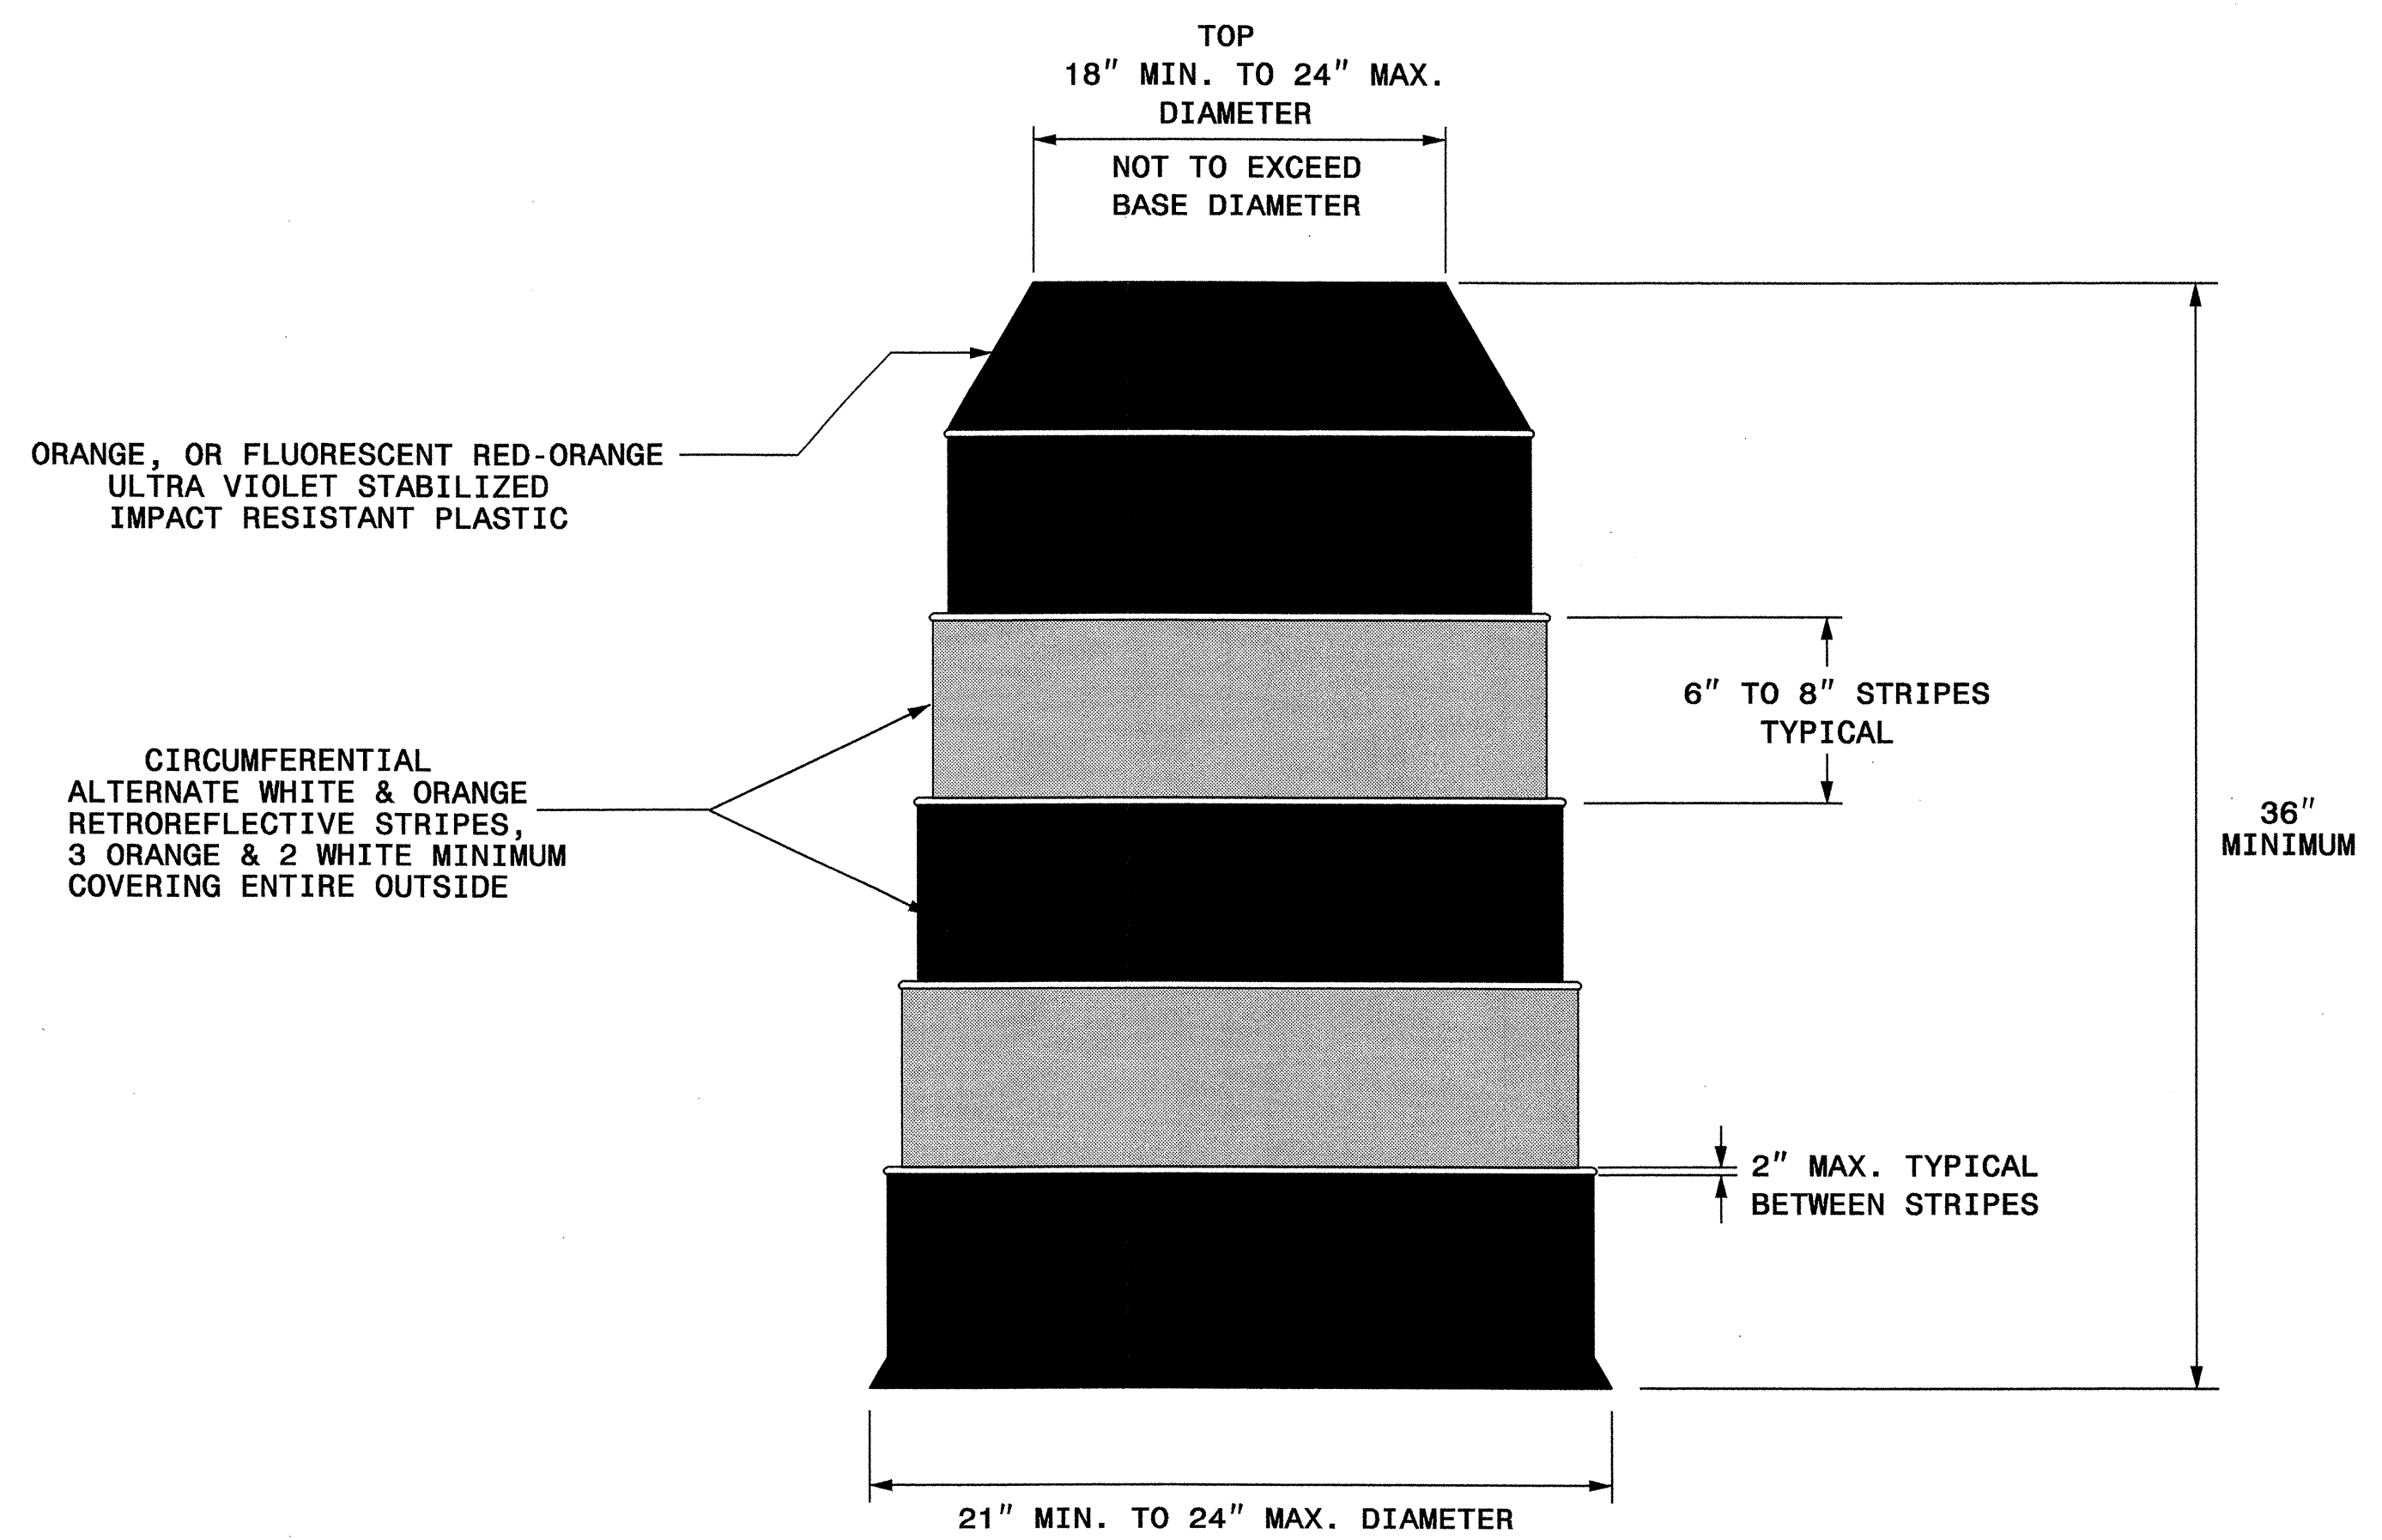 TOP
18" MIN. TO 24" MAX.
DIAMETER
NOT TO EXCEED
BASE DIAMETER
ORANGE, OR FLUORESCENT RED-ORANGE
ULTRA VIOLET STABILIZED
IMPACT RESISTANT PLASTIC
6" TO 8" STRIPES
TYPICAL
CIRCUMFERENTIAL
ALTERNATE WHITE & ORANGE
RETROREFLECTIVE STRIPES,
3 ORANGE & 2 WHITE MINIMUM
COVERING ENTIRE OUTSIDE
36"
MINIMUM
2" MAX. TYPICAL
BETWEEN STRIPES
21" MIN. TO 24" MAX. DIAMETER